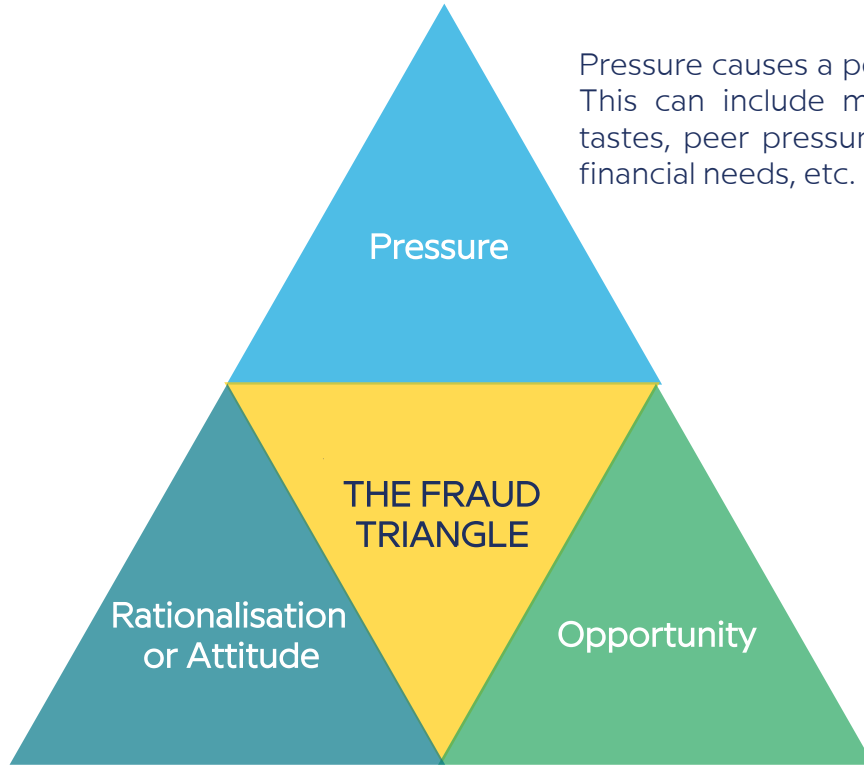 Pressure causes a
This can include
tastes, peer
financial needs, etc.
Pressure
THE FRAUD
TRIANGLE
Rationalisation
or Attitude
Opportunity